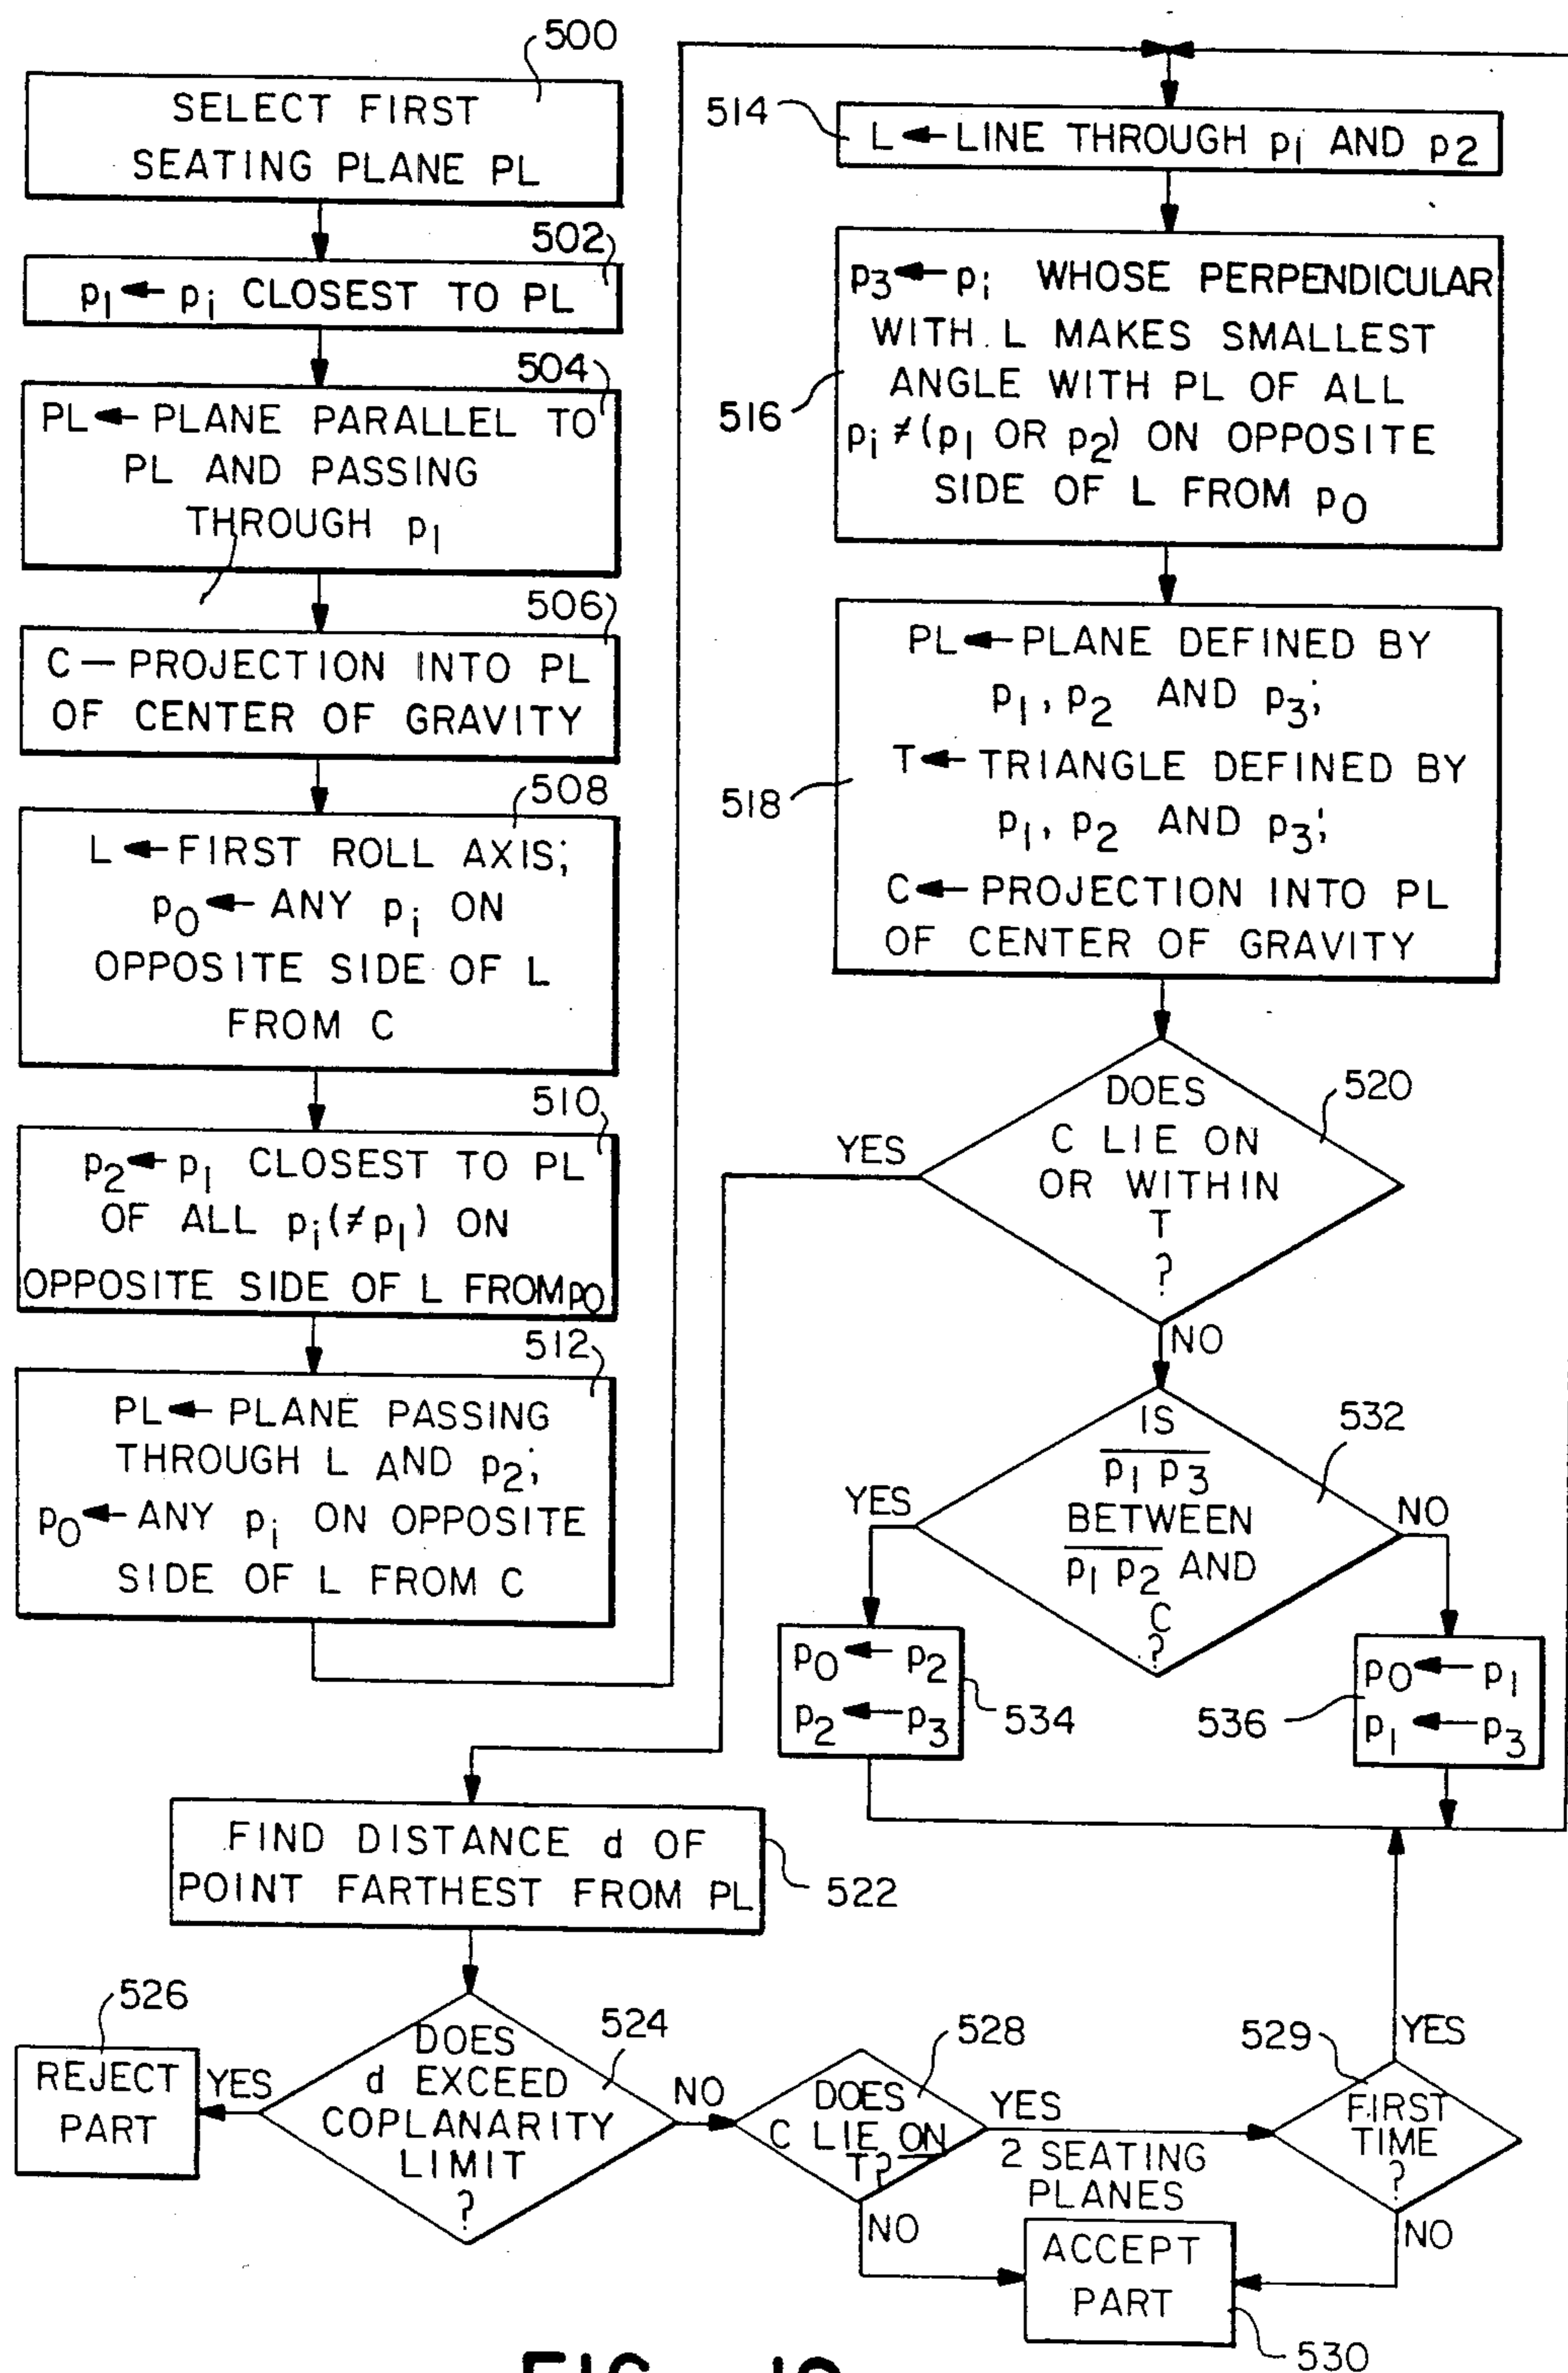 500
SELECT FIRST
SEATING PLANE PL
502
p1 ← pi CLOSEST TO PL
504
PL ← PLANE PARALLEL TO
PL AND PASSING
THROUGH p1
506
C — PROJECTION INTO PL
OF CENTER OF GRAVITY
508
L ← FIRST ROLL AXIS;
p0 ← ANY pi ON
OPPOSITE SIDE OF L
FROM C
510
p2 ← p1 CLOSEST TO PL
OF ALL pi (≠ p1) ON
OPPOSITE SIDE OF L FROM p0
512
PL ← PLANE PASSING
THROUGH L AND p2;
p0 ← ANY pi ON OPPOSITE
SIDE OF L FROM C
514
L ← LINE THROUGH pi AND p2
516
p3 ← pi WHOSE PERPENDICULAR
WITH L MAKES SMALLEST
ANGLE WITH PL OF ALL
pi ≠ (p1 OR p2) ON OPPOSITE
SIDE OF L FROM p0
518
PL ← PLANE DEFINED BY
p1, p2 AND p3;
T ← TRIANGLE DEFINED BY
p1, p2 AND p3;
C ← PROJECTION INTO PL
OF CENTER OF GRAVITY
520
DOES
C LIE ON
OR WITHIN
T
?
YES
NO
532
IS
p1 p3
BETWEEN
p1 p2 AND
C
?
YES
NO
p0 ← p2
p2 ← p3
534
536
p0 ← p1
p1 ← p3
FIND DISTANCE d OF
POINT FARTHEST FROM PL
522
524
DOES
d EXCEED
COPLANARITY
LIMIT
?
YES
NO
526
REJECT
PART
528
DOES
C LIE ON
T?
YES
2 SEATING
PLANES
NO
529
FIRST
TIME
?
YES
NO
ACCEPT
PART
530